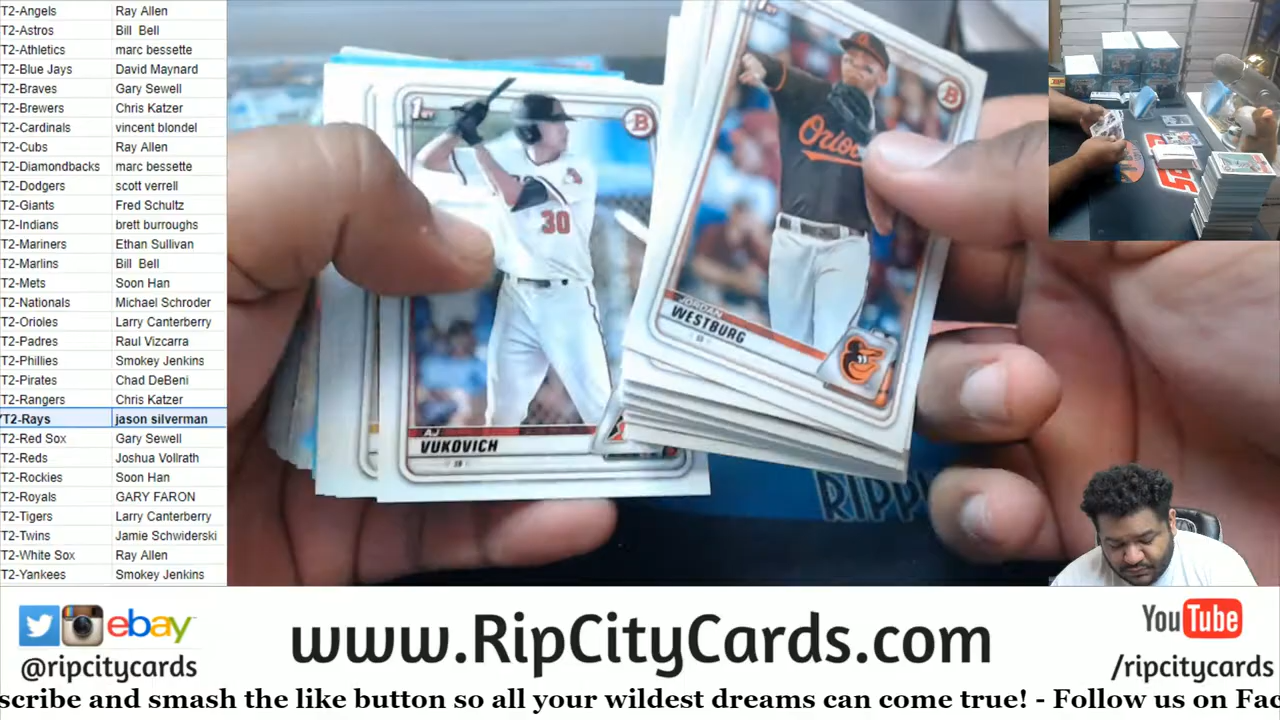 T2-Angels Ray Allen
T2-Astros Bill Bell
T2-Athletics marc bessette
T2-Blue Jays David Maynard
T2-Braves Gary Sewell
T2-Brewers Chris Katzer
T2-Cardinals vincent blondel
T2-Cubs Ray Allen
T2-Diamondbacks marc bessette
T2-Dodgers scott verrell
T2-Giants Fred Schultz
T2-Indians brett burroughs
T2-Mariners Ethan Sullivan
T2-Marlins Bill Bell
T2-Mets Soon Han
T2-Nationals Michael Schroder
T2-Orioles Larry Canterberry
T2-Padres Raul Vizcarra
T2-Phillies Smokey Jenkins
T2-Pirates Chad DeBeni
T2-Rangers Chris Katzer
T2-Rays jason silverman
T2-Red Sox Gary Sewell
T2-Reds Joshua Vollrath
T2-Rockies Soon Han
T2-Royals GARY FARON
T2-Tigers Larry Canterberry
T2-Twins Jamie Schwiderski
T2-White Sox Ray Allen
T2-Yankees Smokey Jenkins
1st
B
30
AJ
VUKOVICH
B
Orio
JORDAN
WESTBURG
RIPP
ebay
@ripcitycards
www.RipCityCards.com
YouTube
/ripcitycards
scribe and smash the like button so all your wildest dreams can come true! - Follow us on Fac